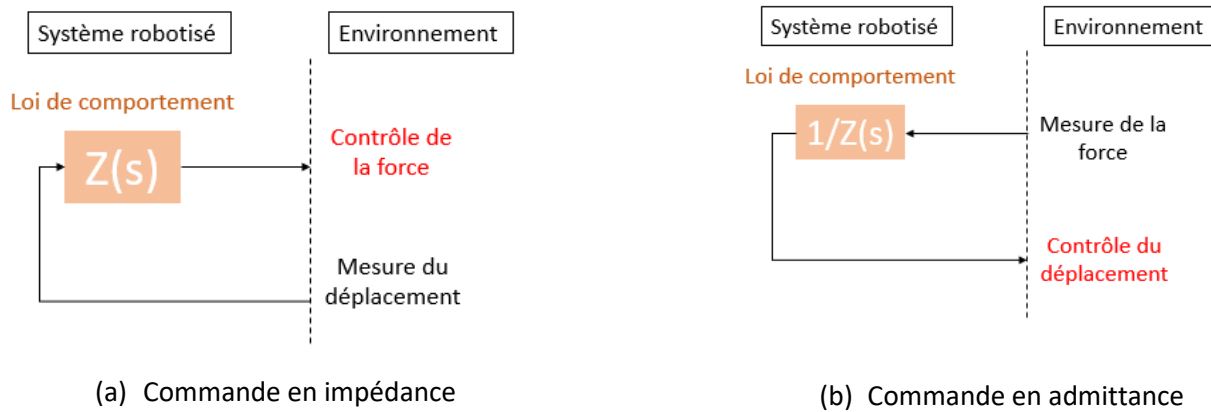 Système robotisé
Environnement
Loi de comportement
Z(s)
Contrôle de
la force
Mesure du
déplacement
(a) Commande en impédance
Système robotisé
Environnement
Loi de comportement
1/Z(s)
Mesure de la
force
Contrôle du
déplacement
(b) Commande en admittance